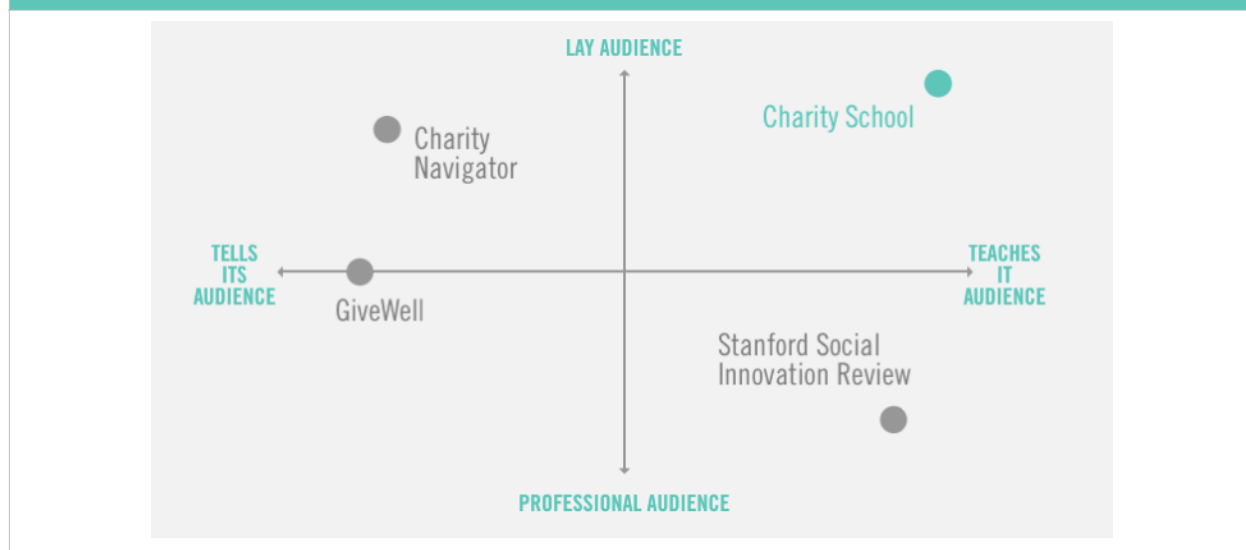 LAY AUDIENCE
Charity School
Charity
Navigator
TELLS
ITS
AUDIENCE
TEACHES
IT
AUDIENCE
GiveWell
Stanford Social
Innovation Review
PROFESSIONAL AUDIENCE